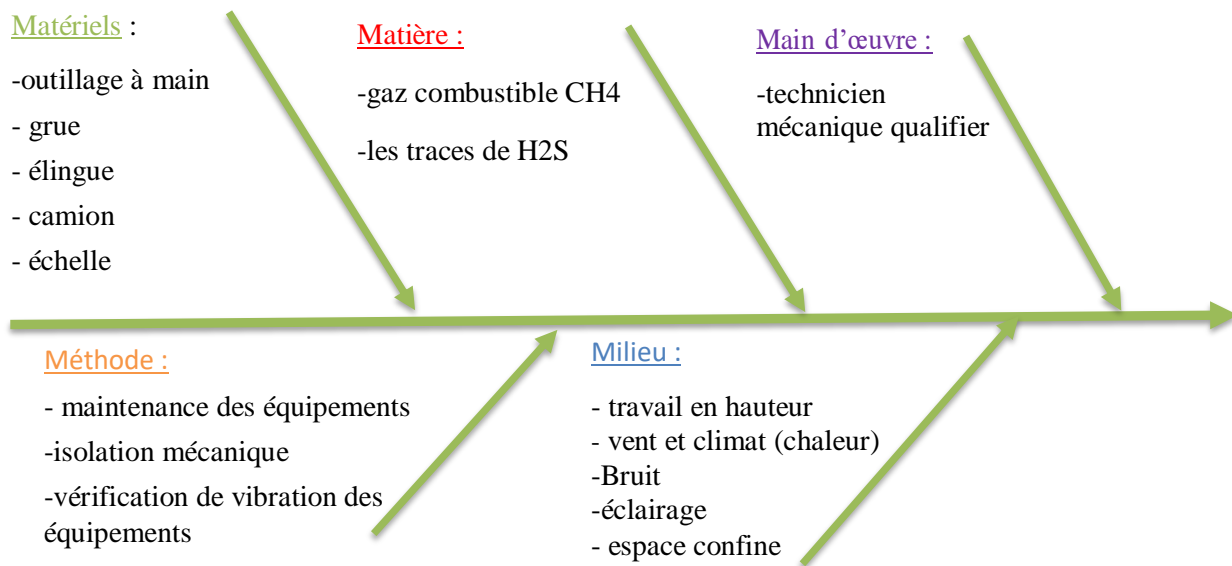 Matériels :
-outillage à main
- grue
- élingue
- camion
- échelle
Matière :
-gaz combustible CH4
-les traces de H2S
Main d’œuvre :
-technicien
mécanique qualifier
Méthode :
- maintenance des équipements
-isolation mécanique
-vérification de vibration des
équipements
Milieu :
- travail en hauteur
- vent et climat (chaleur)
-Bruit
-éclairage
- espace confine